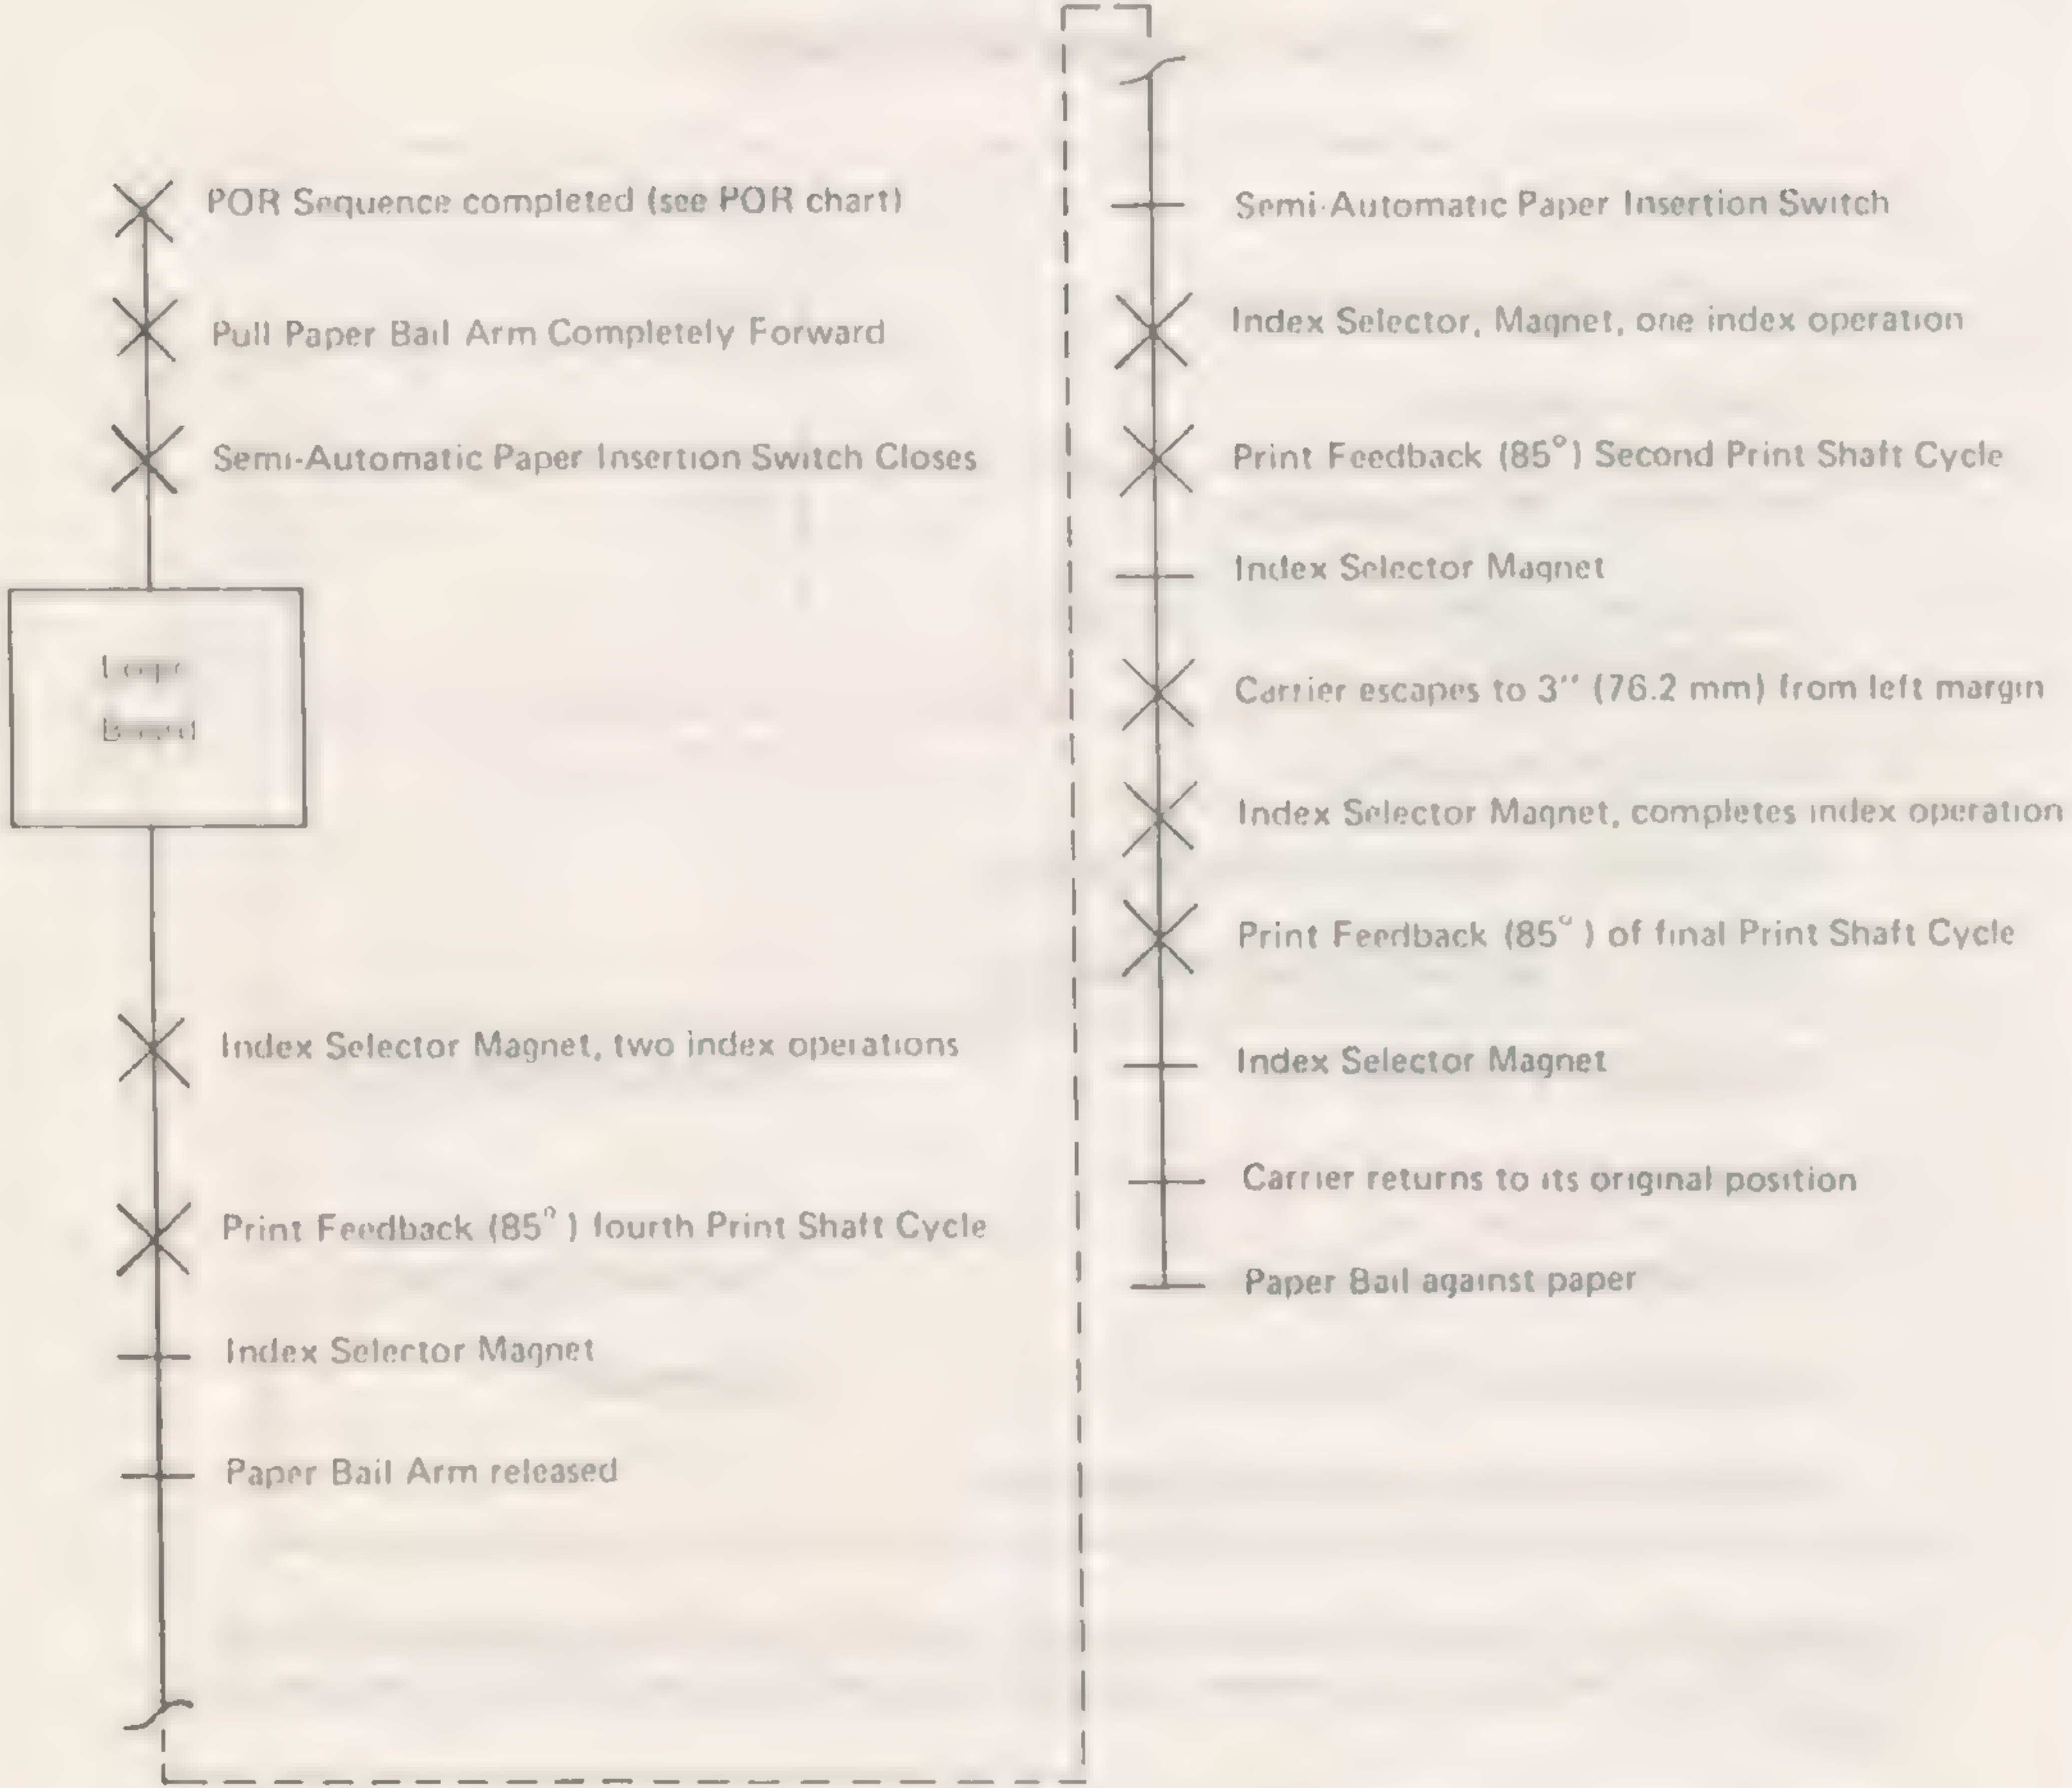 POR Sequence completed (see POR chart)
Pull Paper Bail Arm Completely Forward
Semi-Automatic Paper Insertion Switch Closes
Logic
Board
Index Selector Magnet, two index operations
Print Feedback (85°) fourth Print Shaft Cycle
Index Selector Magnet
Paper Bail Arm released
Semi-Automatic Paper Insertion Switch
Index Selector, Magnet, one index operation
Print Feedback (85°) Second Print Shaft Cycle
Index Selector Magnet
Carrier escapes to 3" (76.2 mm) from left margin
Index Selector Magnet, completes index operation
Print Feedback (85°) of final Print Shaft Cycle
Index Selector Magnet
Carrier returns to its original position
Paper Bail against paper